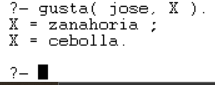 ?- gusta( jose, X ).
X = zanahoria ;
X = cebolla.
?-